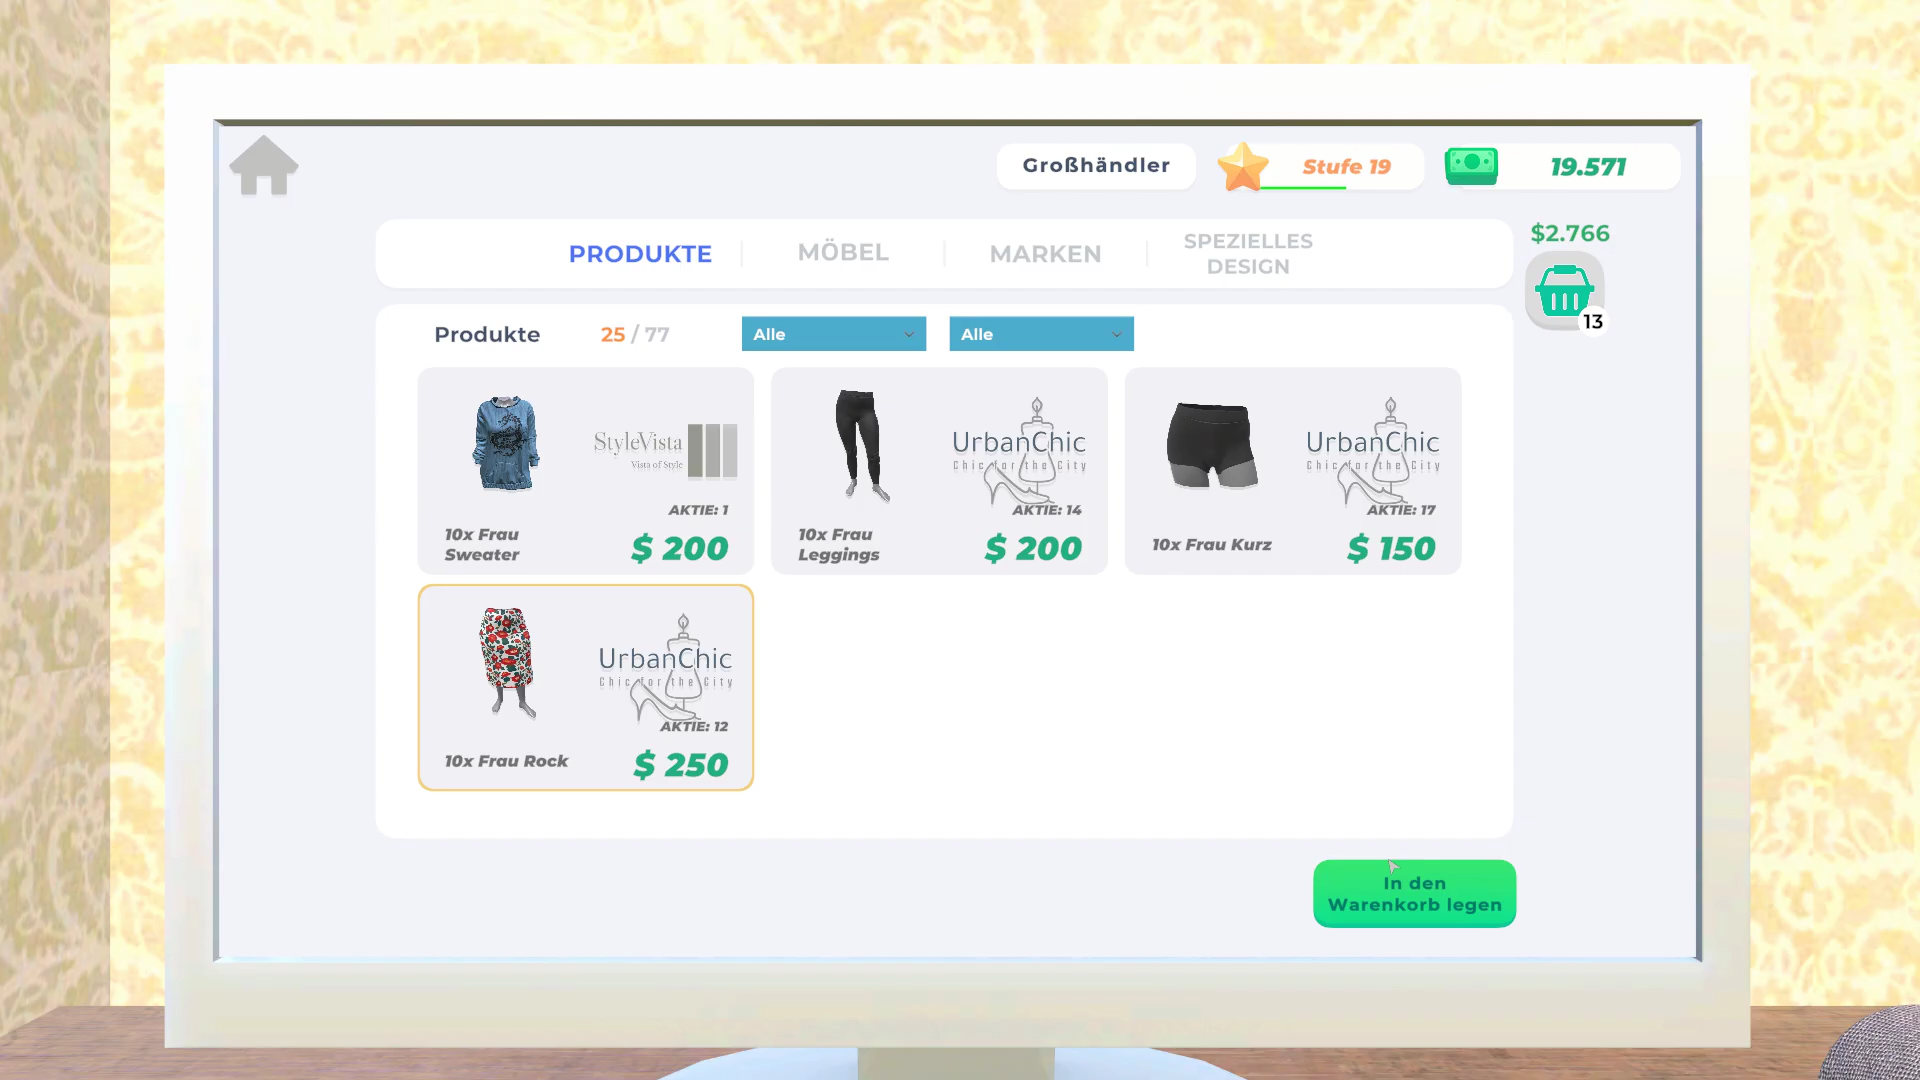 Großhändler
Stufe 19
19.571
PRODUKTE
MÖBEL
MARKEN
SPEZIELLES
DESIGN
$2.766
13
Produkte
25 / 77
Alle
Alle
StyleVista
Vista of Style
AKTIE: 1
10x Frau
Sweater
$ 200
UrbanChic
Chic for the City
AKTIE: 14
10x Frau
Leggings
$ 200
UrbanChic
Chic for the City
AKTIE: 17
10x Frau Kurz
$ 150
UrbanChic
Chic for the City
AKTIE: 12
10x Frau Rock
$ 250
In den
Warenkorb legen